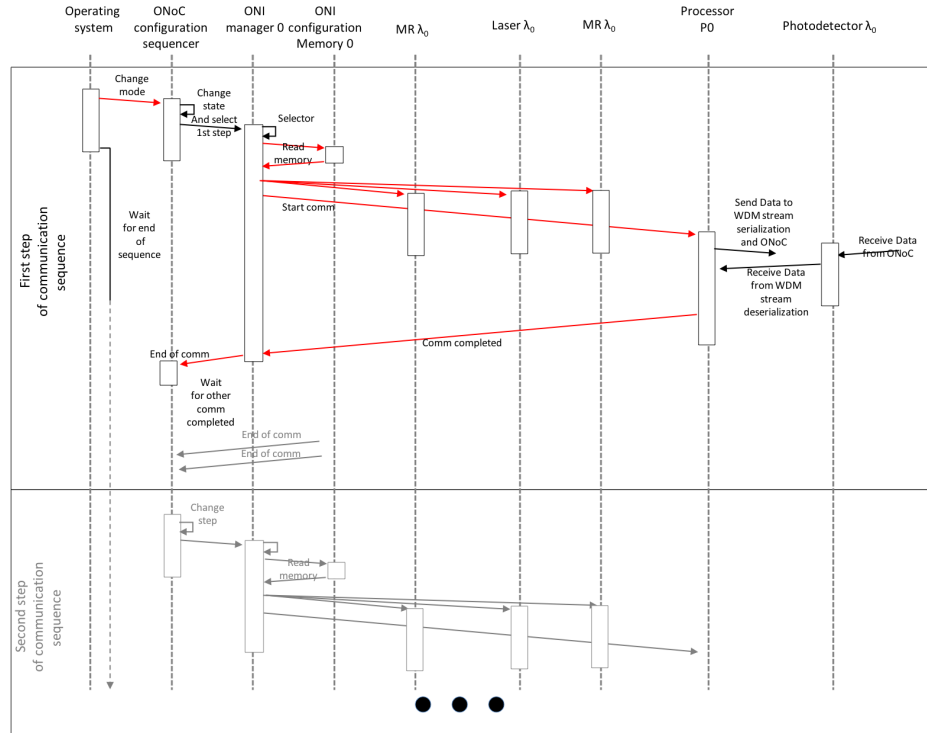 Operating
system
ONoC
configuration
sequencer
ONI
manager 0
ONI
configuration
Memory 0
MR λ0
Laser λ0
MR λ0
Processor
P0
Photodetector λ0
First step
of communication
sequence
Change
mode
Change
state
And select
1st step
Selector
Read
memory
Start comm
Wait
for end of
sequence
Send Data to
WDM stream
serialization
and ONoC
Receive Data
from ONoC
Receive Data
from WDM
stream
deserialization
Comm completed
End of comm
Wait
for other
comm
completed
End of comm
End of comm
Second step
of communication
sequence
Change
step
Read
memory